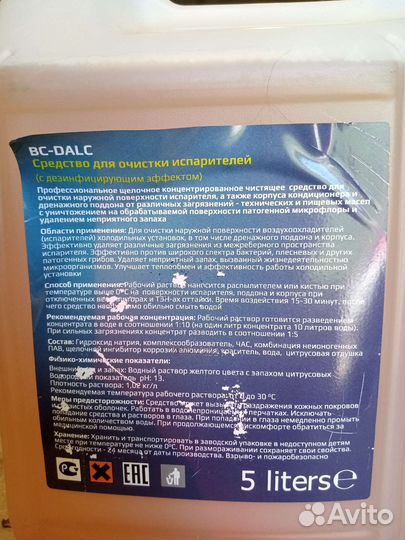 BC-DALC
Средство для очистки испарителей
(с дезинфицирующим эффектом)
Профессиональное щелочное концентрированное чистящее средство для
очистки наружной поверхности испарителя, а также корпуса кондиционера и
дренажного поддона от различных загрязнений - технических и пищевых масел
с уничтожением на обрабатываемой поверхности патогенной микрофлоры и
удалением неприятного запаха
Области применения: Для очистки наружной поверхности воздухоохладителей
(испарителей) холодильных установок, в том числе дренажного поддона и корпуса.
Эффективно удаляет различные загрязнения из межреберного пространства
испарителя. Эффективно против широкого спектра бактерий, плесневых и других
патогенных грибов. Удаляет неприятный запах, вызванный жизнедеятельностью
микроорганизмов. Улучшает теплообмен и эффективность работы холодильной
установки
Способ применения: Рабочий раствор наносится распылителем или кистью при
температуре выше 0°C на поверхности испарителя, поддона и корпуса при
отключенных вентиляторах и ТЭН-ах оттайки. Время воздействия 15-30 минут, после
чего средство необходимо обильно смыть водой
Рекомендуемая рабочая концентрация: Рабочий раствор готовится разведением
концентрата в воде в соотношении 1:10 (на один литр концентрата 10 литров воды).
При сильных загрязнениях концентрат разводить в соотношении 1:5
Состав: Гидроксид натрия, комплексообразователь, ЧАС, комбинация неионогенных
ПАВ, щелочная ингибитор коррозии алюминия, краситель, вода, цитрусовая отдушка
Физико-химические показатели:
Внешний вид и запах: Водный раствор желтого цвета с запахом цитрусовых
Водородный показатель pH: 13.
Плотность раствора: 1,08 кг/л
Рекомендуемая температура рабочего раствора: от 0 до 30 °C
Меры предосторожности: Средство может вызывать раздражения кожных покровов
и слизистых оболочек. Работать в водонепроницаемых перчатках. Исключать
попадание средства и растворов в глаза. При попадании в глаза немедленно промыть
обильным количеством воды. При продолжающемся дискомфорте обратиться за
медицинской помощью.
Хранение: Хранить и транспортировать в заводской упаковке в недоступном детям
месте при температуре не ниже 0°C. При размораживании сохраняет свои свойства.
Срок годности - 24 месяца от даты производства. Взрыво- и пожаробезопасно
РСТ
EAC
5 liters℮
Avito